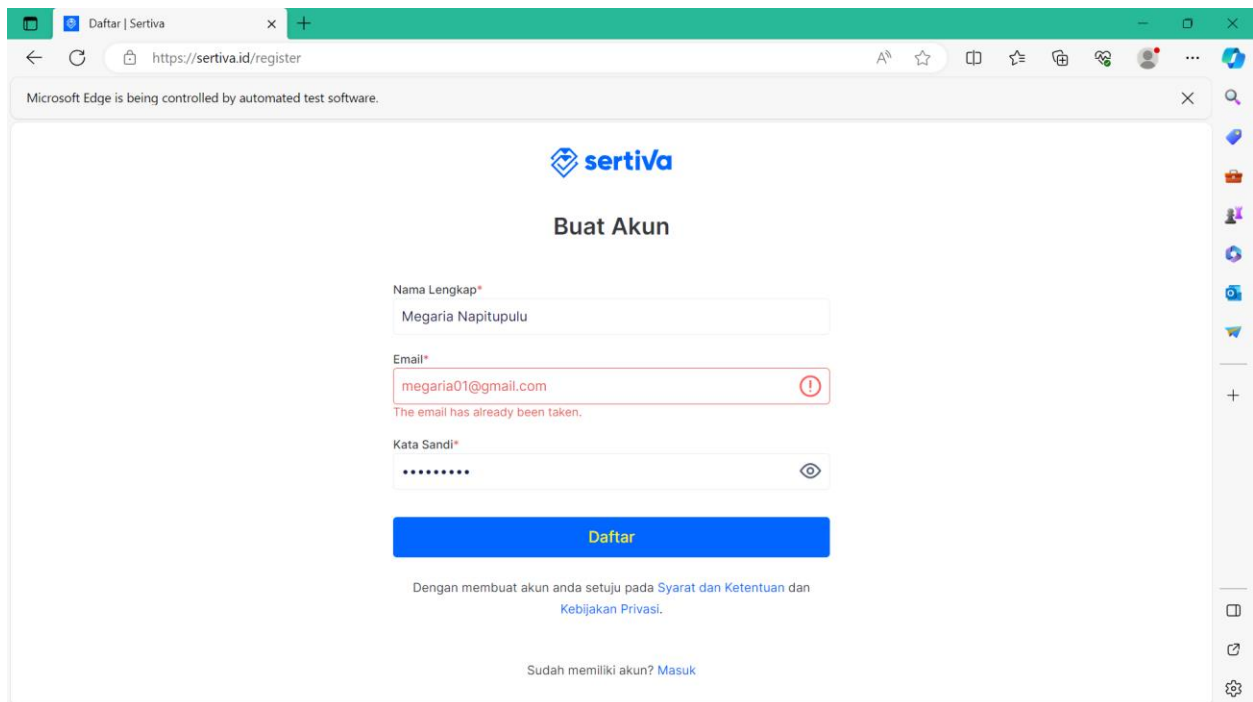 Daftar | Sertiva
https://sertiva.id/register
Microsoft Edge is being controlled by automated test software.
sertiva
Buat Akun
Nama Lengkap*
Megaria Napitupulu
Email*
megaria01@gmail.com
The email has already been taken.
Kata Sandi*
Daftar
Dengan membuat akun anda setuju pada Syarat dan Ketentuan dan
Kebijakan Privasi.
Sudah memiliki akun? Masuk